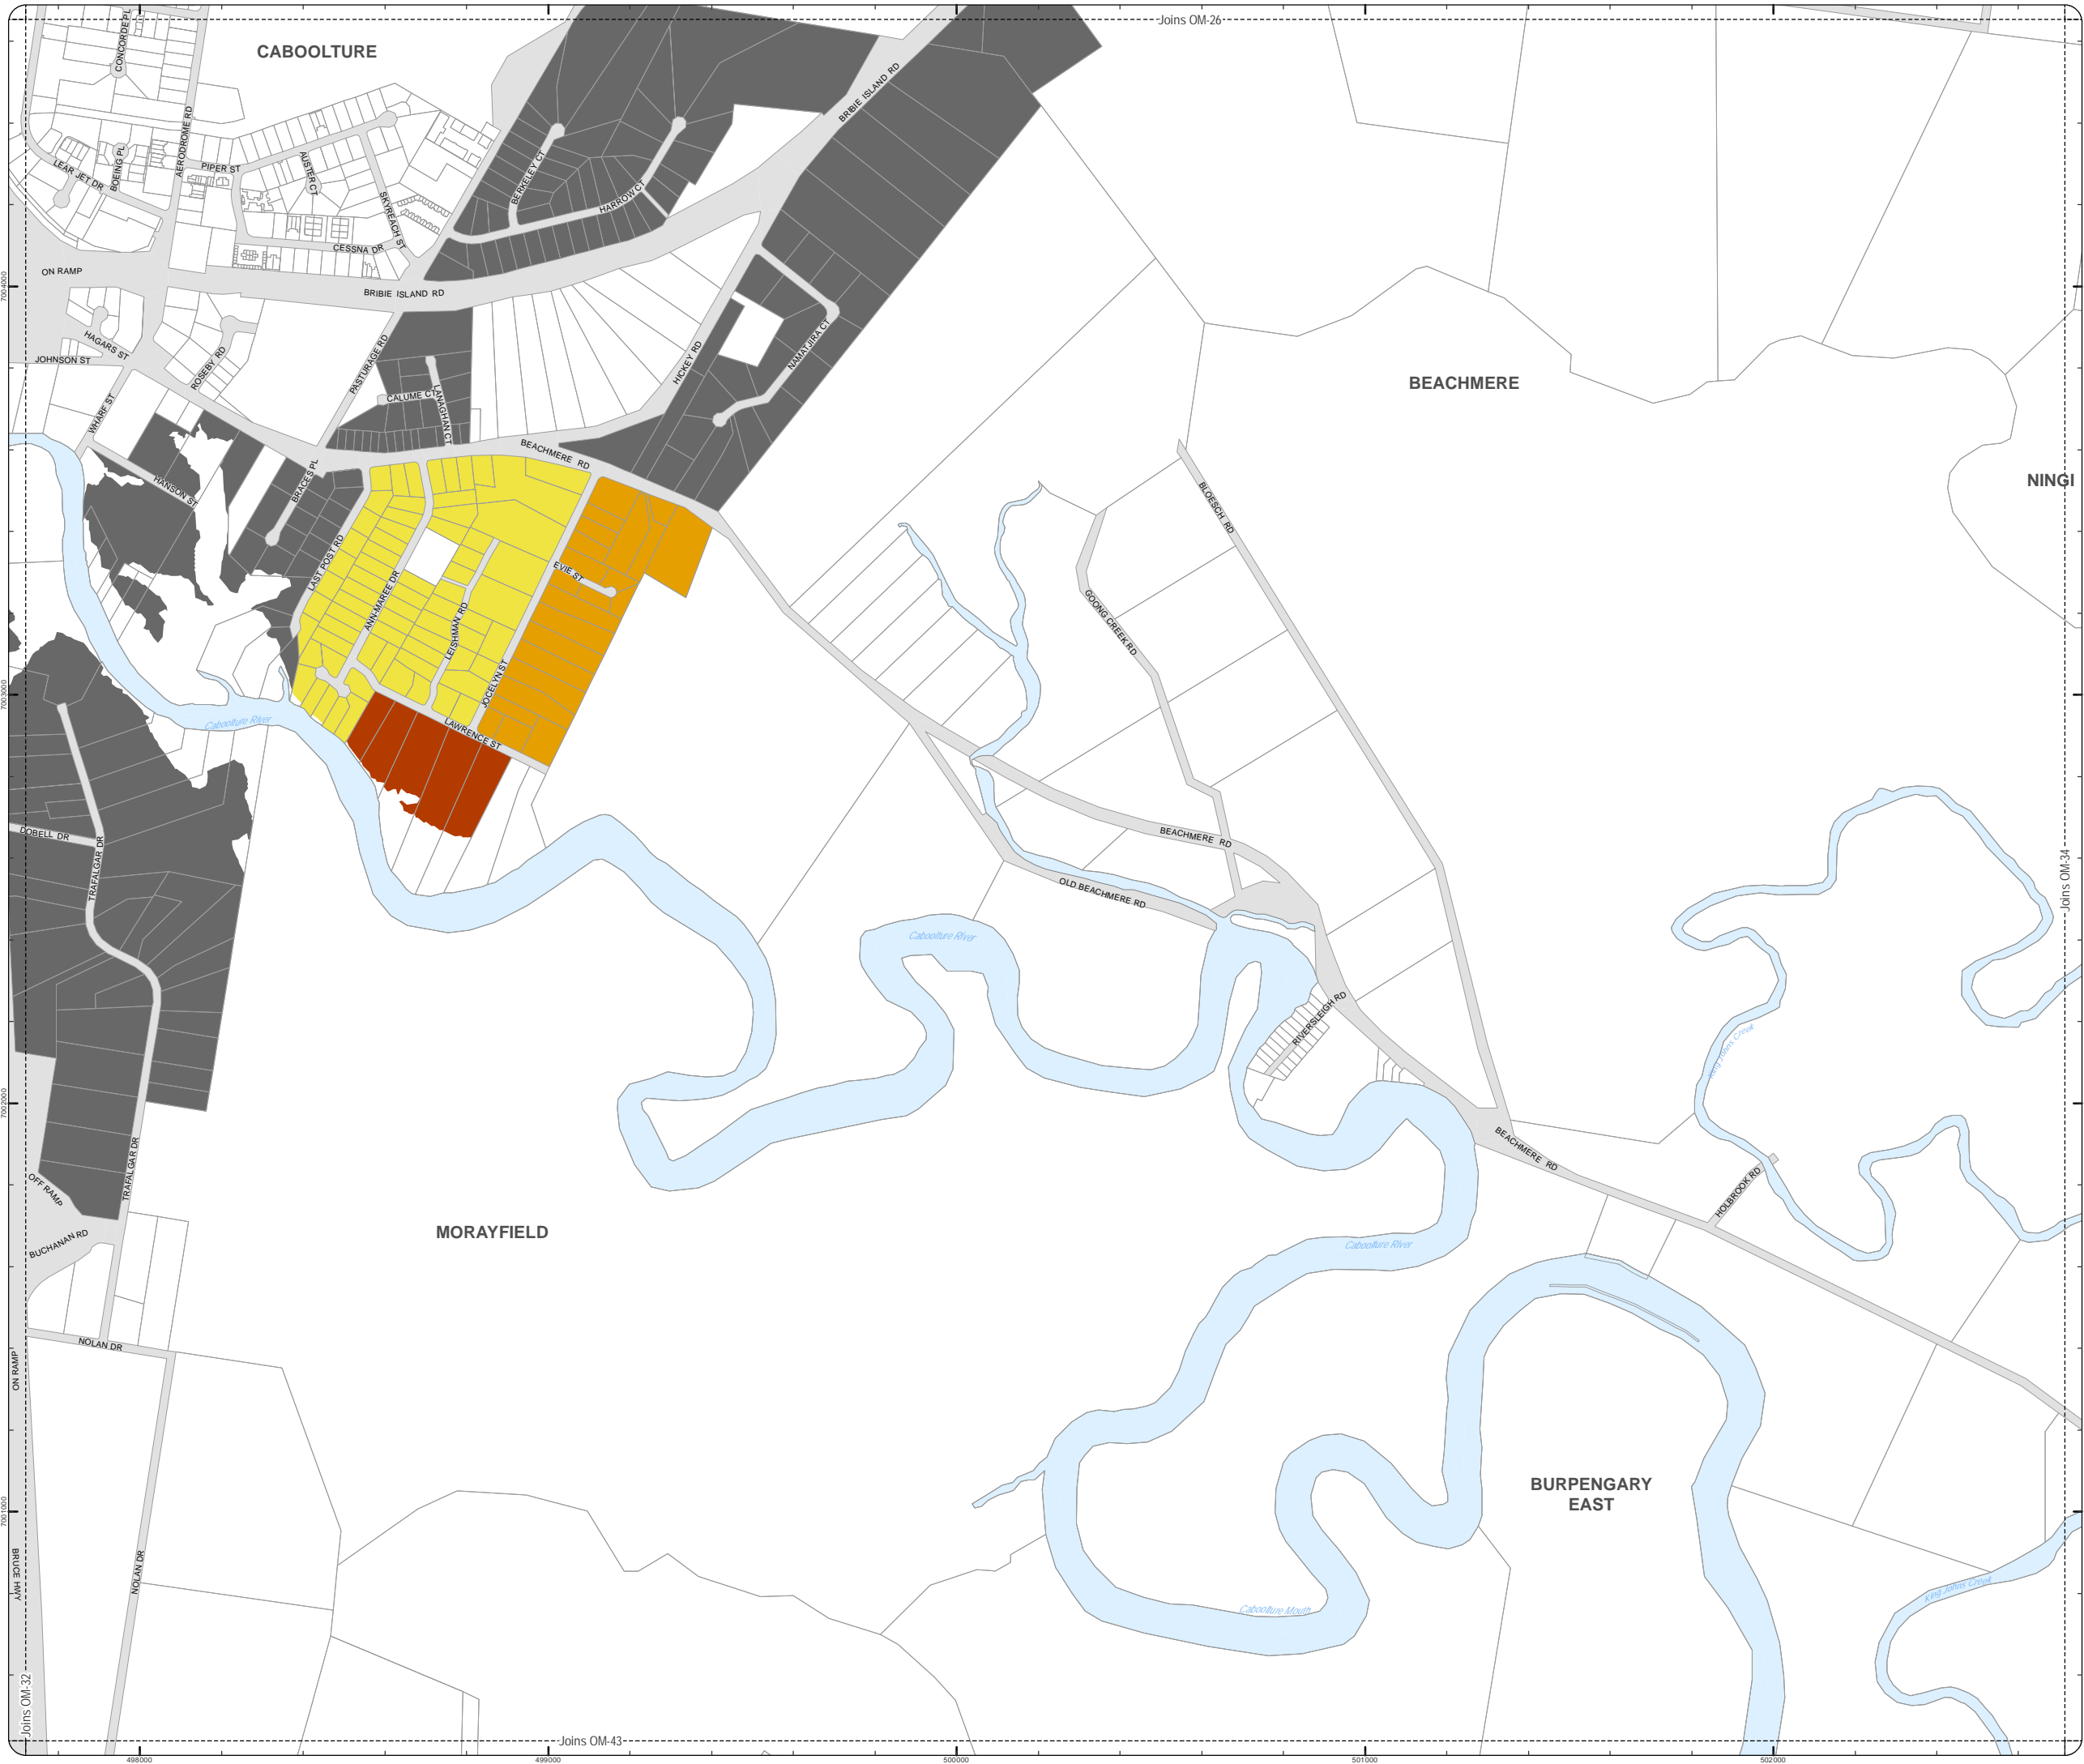 Joins OM-26
CABOOLTURE
CONCORDE PL
AERODROME RD
LEAR JET DR
BOEING PL
PIPER ST
AUSTER CT
SKYREACH ST
CESSNA DR
BERKELEY CT
HARROW CT
BRIBIE ISLAND RD
ON RAMP
BRIBIE ISLAND RD
7004000
HAGARS ST
JOHNSON ST
ROSEBY RD
PASTURAGE RD
HICKEY RD
NAMATJIRA CT
CALUME CT
LANAGHAN CT
WHARF ST
BEACHMERE
BEACHMERE RD
BRACES PL
HANSON ST
NINGI
BLOESCH RD
LAST POST RD
ANN-MAREE DR
EVIE ST
LEISHMAN RD
GOONG CREEK RD
JOCELYN ST
7003000
Caboolture River
LAWRENCE ST
DOBELL DR
TRAFALGAR DR
BEACHMERE RD
OLD BEACHMERE RD
Joins OM-34
Caboolture River
RIVERSLEIGH RD
King Johns Creek
7002000
TRAFALGAR DR
BEACHMERE RD
HOLBROOK RD
OFF RAMP
BUCHANAN RD
MORAYFIELD
Caboolture River
NOLAN DR
ON RAMP
BURPENGARY
EAST
7001000
BRUCE HWY
NOLAN DR
King Johns Creek
Caboolture Mouth
Joins OM-32
Joins OM-43
498000
499000
500000
501000
502000